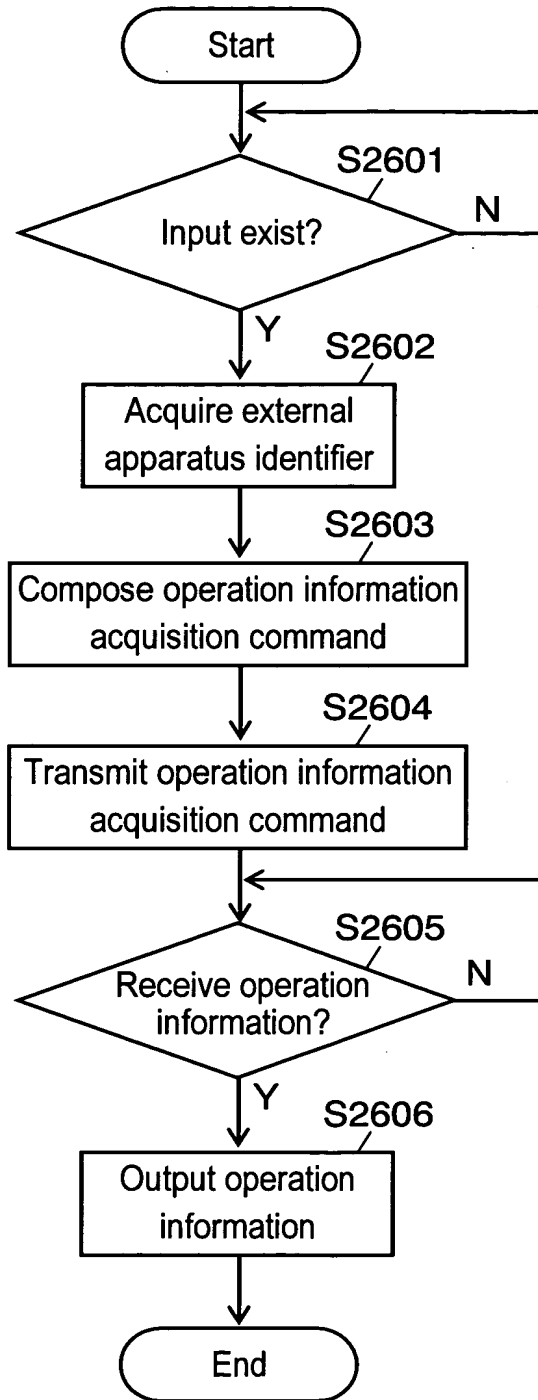 Start
S2601
Input exist?
N
Y
S2602
Acquire external
apparatus identifier
S2603
Compose operation information
acquisition command
S2604
Transmit operation information
acquisition command
S2605
Receive operation
information?
N
Y
S2606
Output operation
information
End